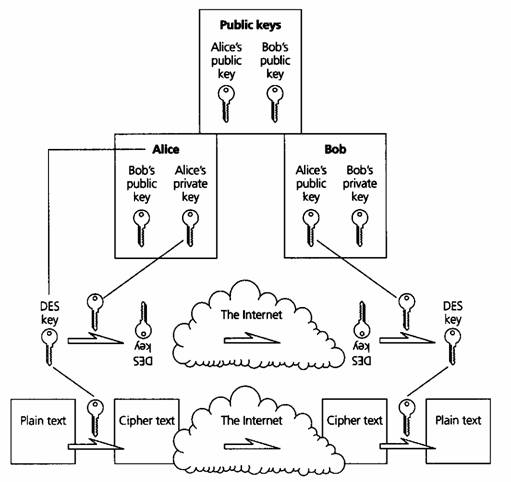 Public keys
Alice's
public
key
Bob's
public
key
Alice
Bob's
public
key
Alice's
private
key
Bob
Alice's
public
key
Bob's
private
key
DES
key
DES
key
The Internet
DES
key
DES
key
Plain text
Cipher text
The Internet
Cipher text
Plain text